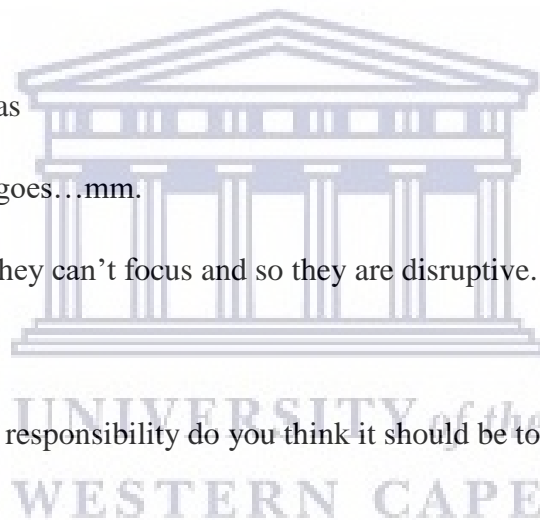 as
goes…mm.
hey can’t focus and so they are disruptive.
responsibility do you think it should be to
UNIVERSITY of the
WESTERN CAPE